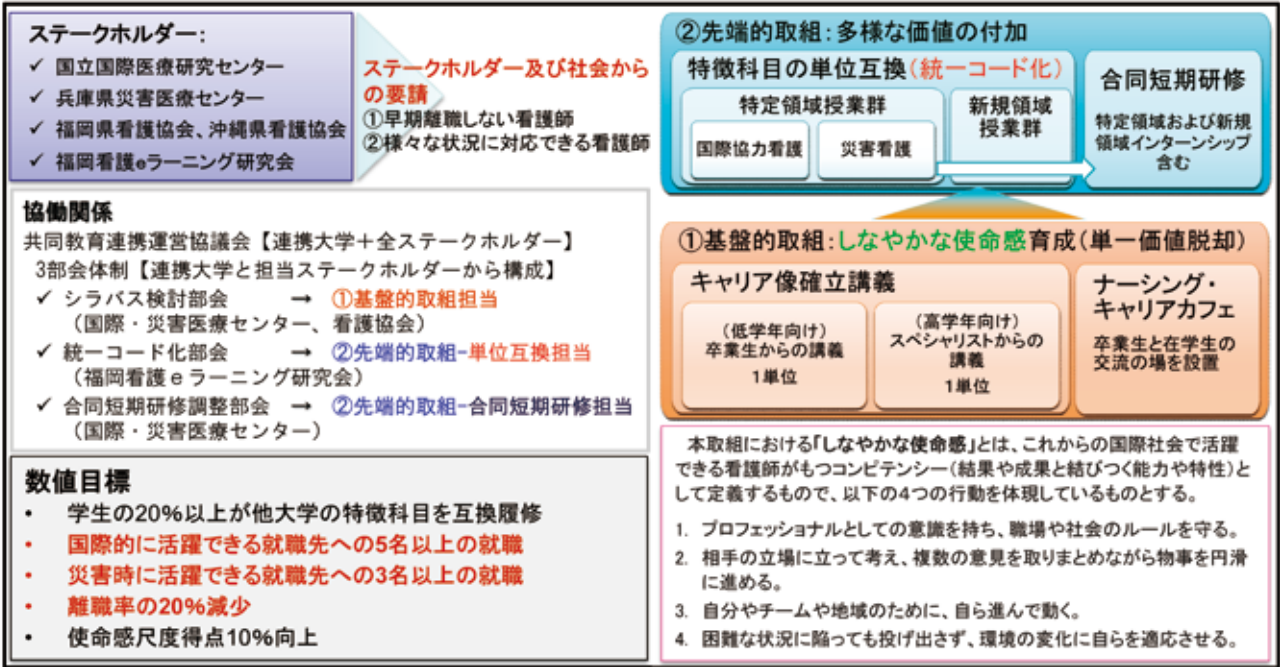 ステークホルダー：
✓ 国立国際医療研究センター
✓ 兵庫県災害医療センター
✓ 福岡県看護協会、沖縄県看護協会
✓ 福岡看護eラーニング研究会
ステークホルダー及び社会から
の要請
①早期離職しない看護師
②様々な状況に対応できる看護師
協働関係
共同教育連携運営協議会【連携大学＋全ステークホルダー】
3部会体制【連携大学と担当ステークホルダーから構成】
✓ シラバス検討部会 → ①基盤的取組担当
（国際・災害医療センター、看護協会）
✓ 統一コード化部会 → ②先端的取組-単位互換担当
（福岡看護ｅラーニング研究会）
✓ 合同短期研修調整部会 → ②先端的取組-合同短期研修担当
（国際・災害医療センター）
数値目標
• 学生の20%以上が他大学の特徴科目を互換履修
• 国際的に活躍できる就職先への5名以上の就職
• 災害時に活躍できる就職先への3名以上の就職
• 離職率の20%減少
• 使命感尺度得点10%向上
②先端的取組：多様な価値の付加
特徴科目の単位互換（統一コード化）
特定領域授業群
国際協力看護
災害看護
新規領域
授業群
合同短期研修
特定領域および新規
領域インターンシップ
含む
①基盤的取組：しなやかな使命感育成（単一価値脱却）
キャリア像確立講義
（低学年向け）
卒業生からの講義
1単位
（高学年向け）
スペシャリストからの
講義
1単位
ナーシング・
キャリアカフェ
卒業生と在学生の
交流の場を設置
本取組における「しなやかな使命感」とは、これからの国際社会で活躍
できる看護師がもつコンピテンシー（結果や成果と結びつく能力や特性）と
して定義するもので、以下の4つの行動を体現しているものとする。
1. プロフェッショナルとしての意識を持ち、職場や社会のルールを守る。
2. 相手の立場に立って考え、複数の意見を取りまとめながら物事を円滑
に進める。
3. 自分やチームや地域のために、自ら進んで動く。
4. 困難な状況に陥っても投げ出さず、環境の変化に自らを適応させる。